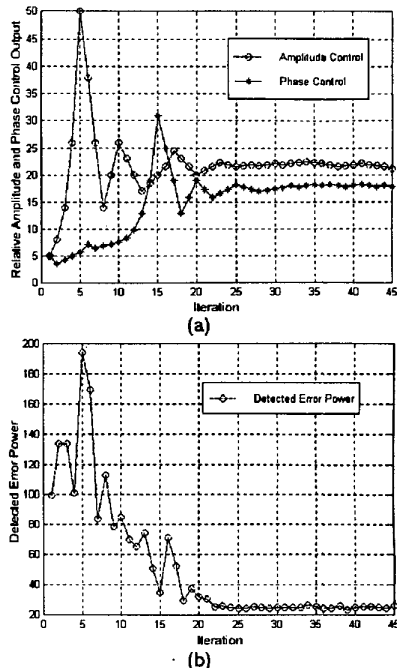 Relative Amplitude and Phase Control Output
50
45
40
35
30
25
20
15
10
5
0
Amplitude Control
Phase Control
0 5 10 15 20 25 30 35 40 45
Iteration
(a)
Detected Error Power
200
180
160
140
120
100
80
60
40
20
Detected Error Power
0 5 10 15 20 25 30 35 40 45
Iteration
(b)